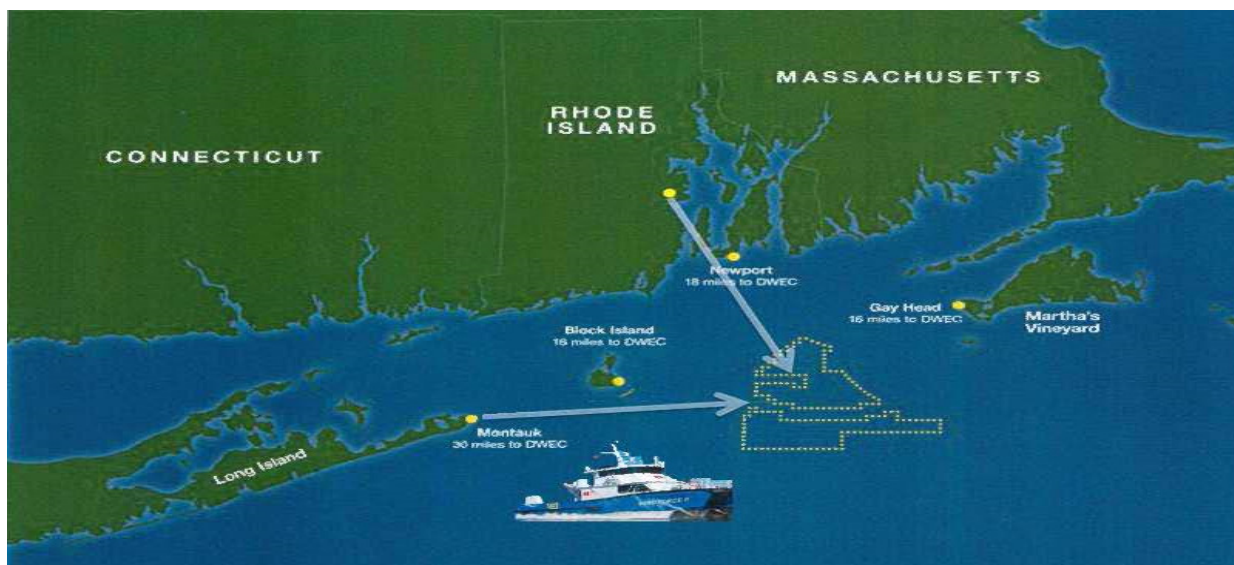 MASSACHUSETTS
RHODE
ISLAND
CONNECTICUT
Newport
18 miles to DWEC
Gay Head
16 miles to DWEC
Martha's
Vineyard
Block Island
16 miles to DWEC
Montauk
30 miles to DWEC
Long Island